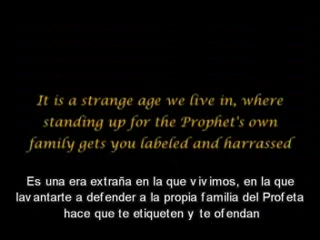 It is a strange age we live in, where
standing up for the Prophet's own
family gets you labeled and harrassed
Es una era extraña en la que vivimos, en la que
lavantarte a defender a la propia familia del Profeta
hace que te etiqueten y te ofendan